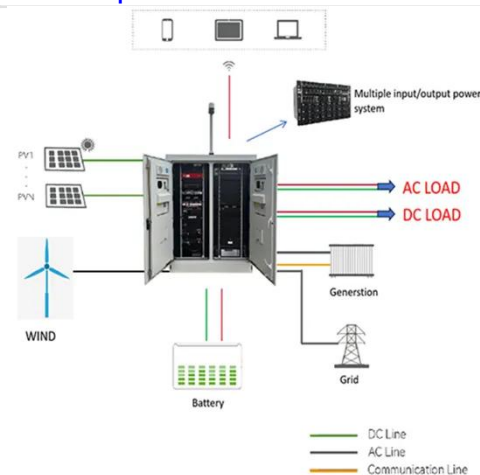 Multiple input/output power
system
PV1
PVN
AC LOAD
DC LOAD
WIND
Generstion
Grid
Battery
DC Line
AC Line
Communication Line